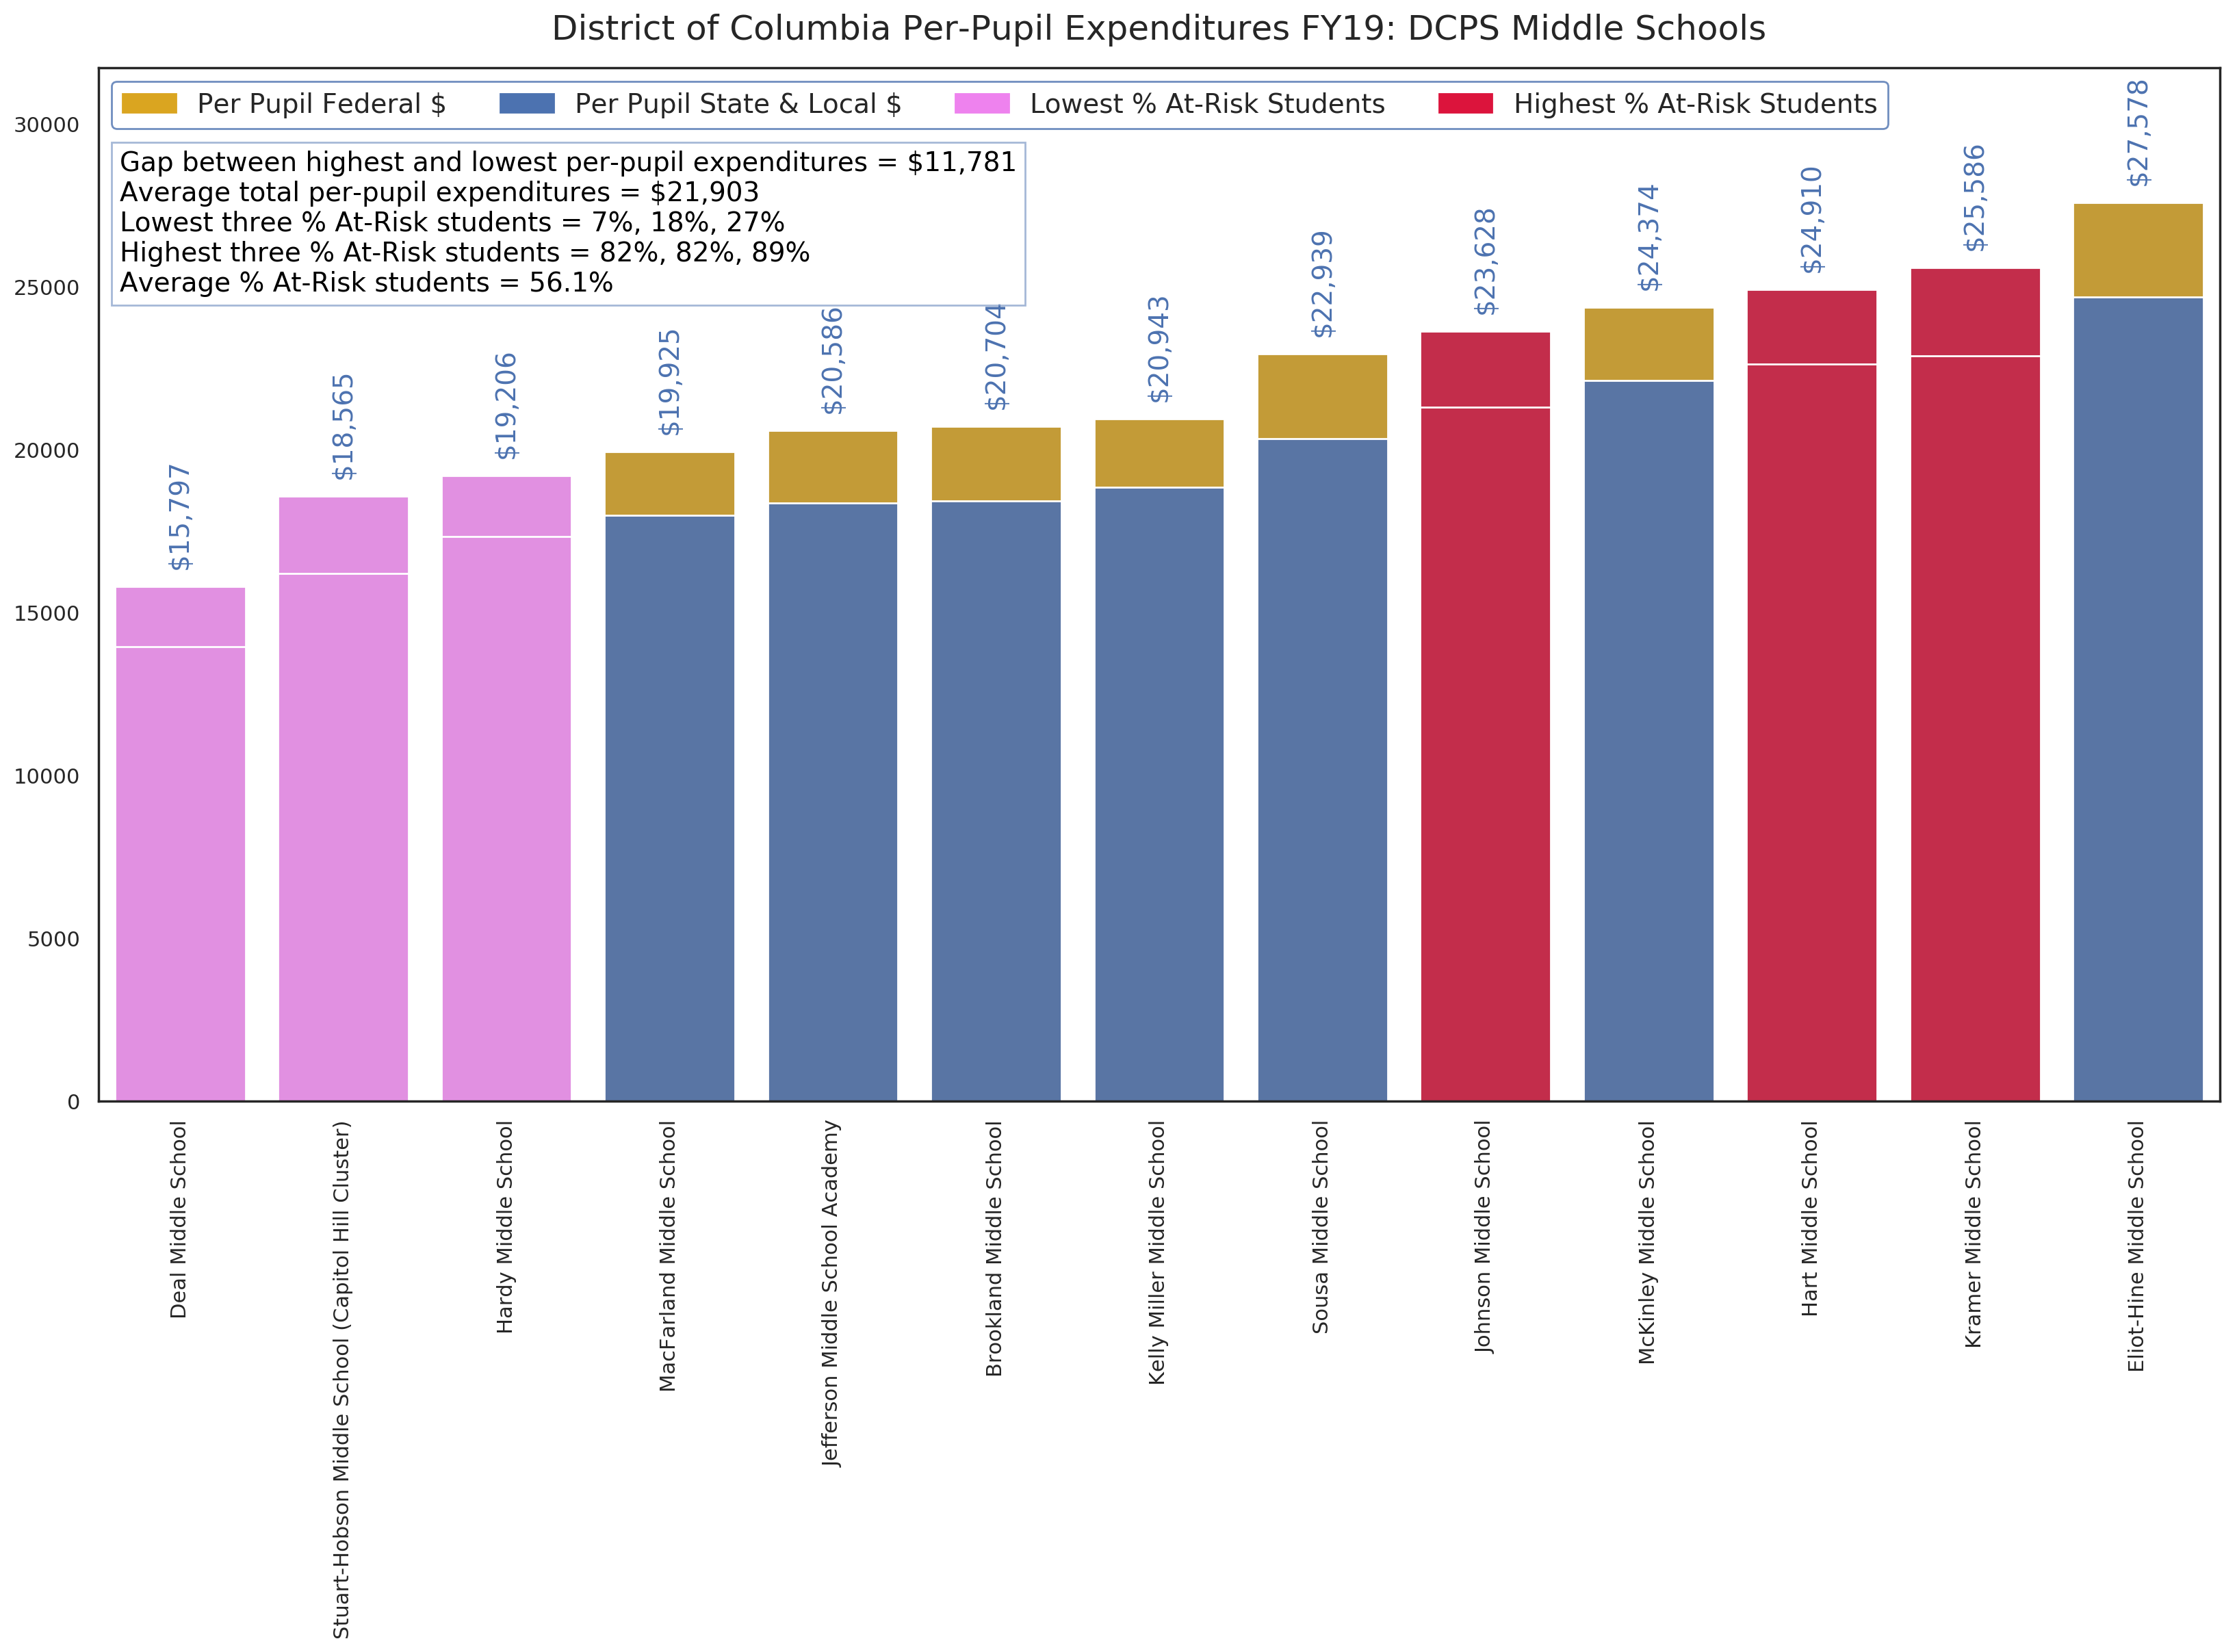 District of Columbia Per-Pupil Expenditures FY19: DCPS Middle Schools
Per Pupil Federal $
Per Pupil State & Local $
Lowest % At-Risk Students
Highest % At-Risk Students
Gap between highest and lowest per-pupil expenditures = $11,781
Average total per-pupil expenditures = $21,903
Lowest three % At-Risk students = 7%, 18%, 27%
Highest three % At-Risk students = 82%, 82%, 89%
Average % At-Risk students = 56.1%
30000
25000
20000
15000
10000
5000
0
$15,797
$18,565
$19,206
$19,925
$20,586
$20,704
$20,943
$22,939
$23,628
$24,374
$24,910
$25,586
$27,578
Deal Middle School
Stuart-Hobson Middle School (Capitol Hill Cluster)
Hardy Middle School
MacFarland Middle School
Jefferson Middle School Academy
Brookland Middle School
Kelly Miller Middle School
Sousa Middle School
Johnson Middle School
McKinley Middle School
Hart Middle School
Kramer Middle School
Eliot-Hine Middle School